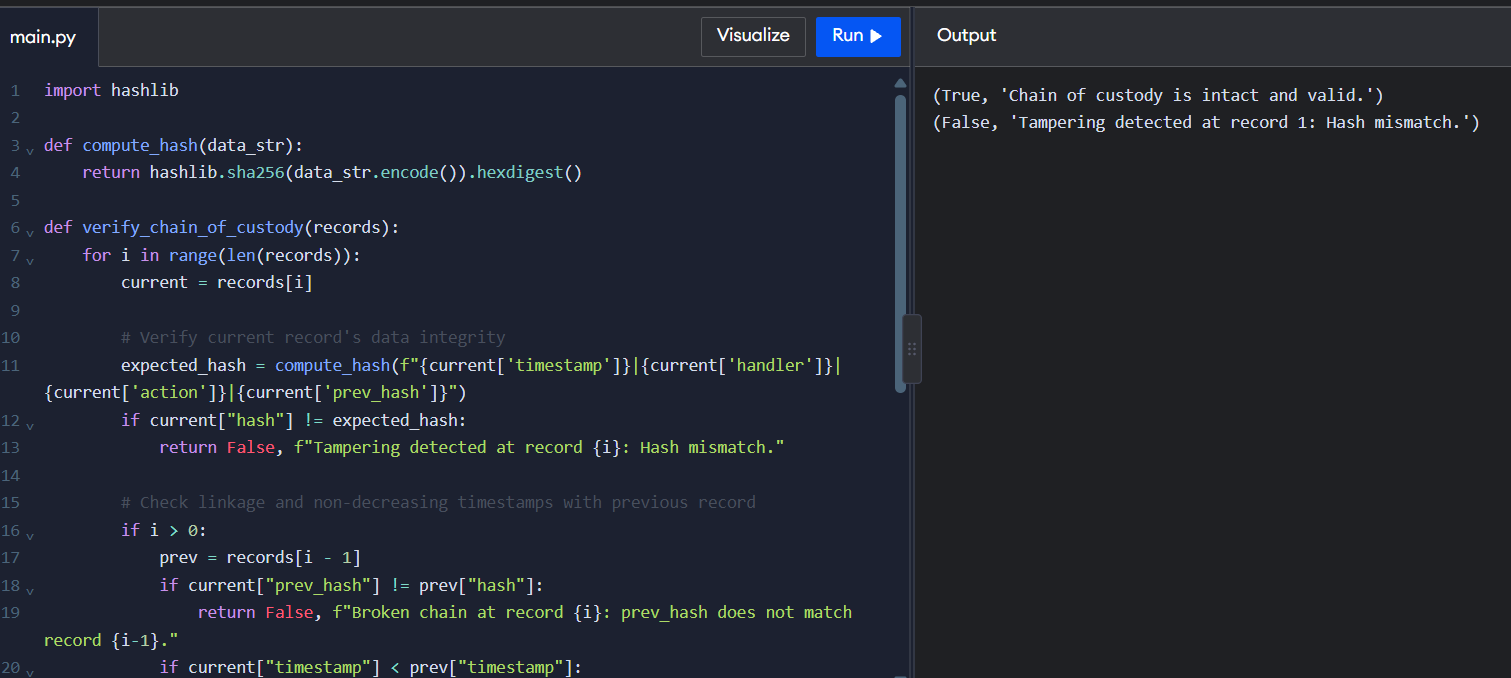 main.py
Visualize
Run
Output
1 import hashlib
2
3 def compute_hash(data_str):
4     return hashlib.sha256(data_str.encode()).hexdigest()
5
6 def verify_chain_of_custody(records):
7     for i in range(len(records)):
8         current = records[i]
9
10         # Verify current record's data integrity
11         expected_hash = compute_hash(f"{current['timestamp']}|{current['handler']}|
{current['action']}|{current['prev_hash']}")
12         if current["hash"] != expected_hash:
13             return False, f"Tampering detected at record {i}: Hash mismatch."
14
15         # Check linkage and non-decreasing timestamps with previous record
16         if i > 0:
17             prev = records[i - 1]
18             if current["prev_hash"] != prev["hash"]:
19                 return False, f"Broken chain at record {i}: prev_hash does not match
record {i-1}."
20             if current["timestamp"] < prev["timestamp"]:
(True, 'Chain of custody is intact and valid.')
(False, 'Tampering detected at record 1: Hash mismatch.')